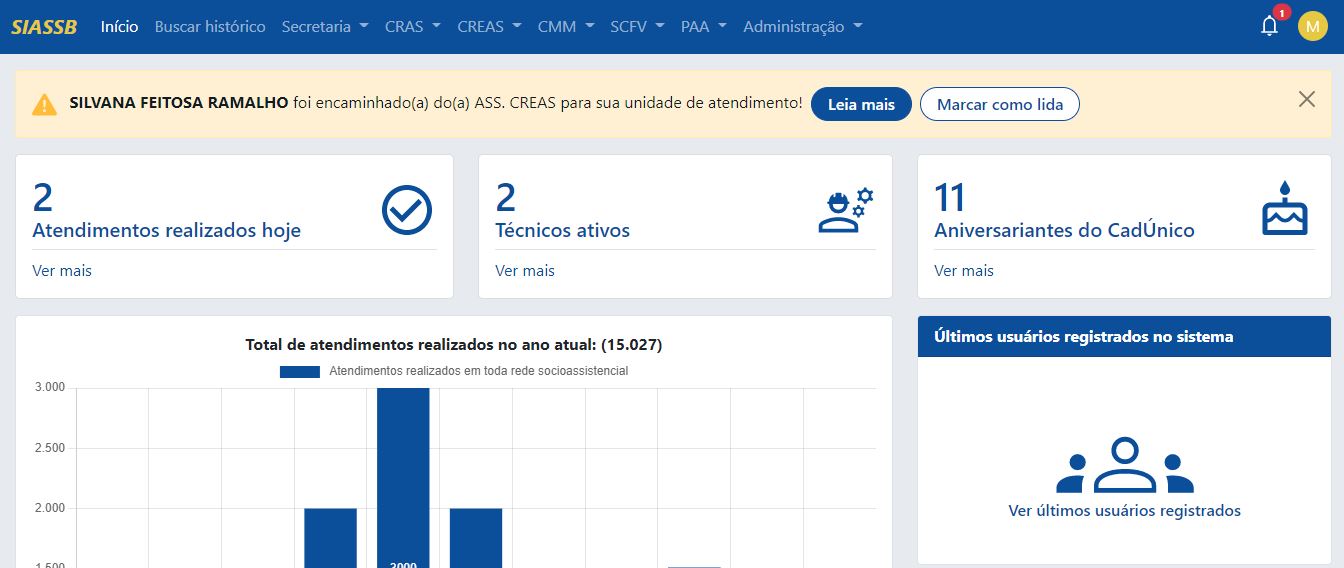 SIASSB Início Buscar histórico Secretaria CRAS CREAS CMM SCFV PAA Administração 1 M
SILVANA FEITOSA RAMALHO foi encaminhado(a) do(a) ASS. CREAS para sua unidade de atendimento! Leia mais Marcar como lida
2
Atendimentos realizados hoje
Ver mais
2
Técnicos ativos
Ver mais
11
Aniversariantes do CadÚnico
Ver mais
Total de atendimentos realizados no ano atual: (15.027)
Atendimentos realizados em toda rede socioassistencial
3.000
2.500
2.000
1.500
3000
Últimos usuários registrados no sistema
Ver últimos usuários registrados